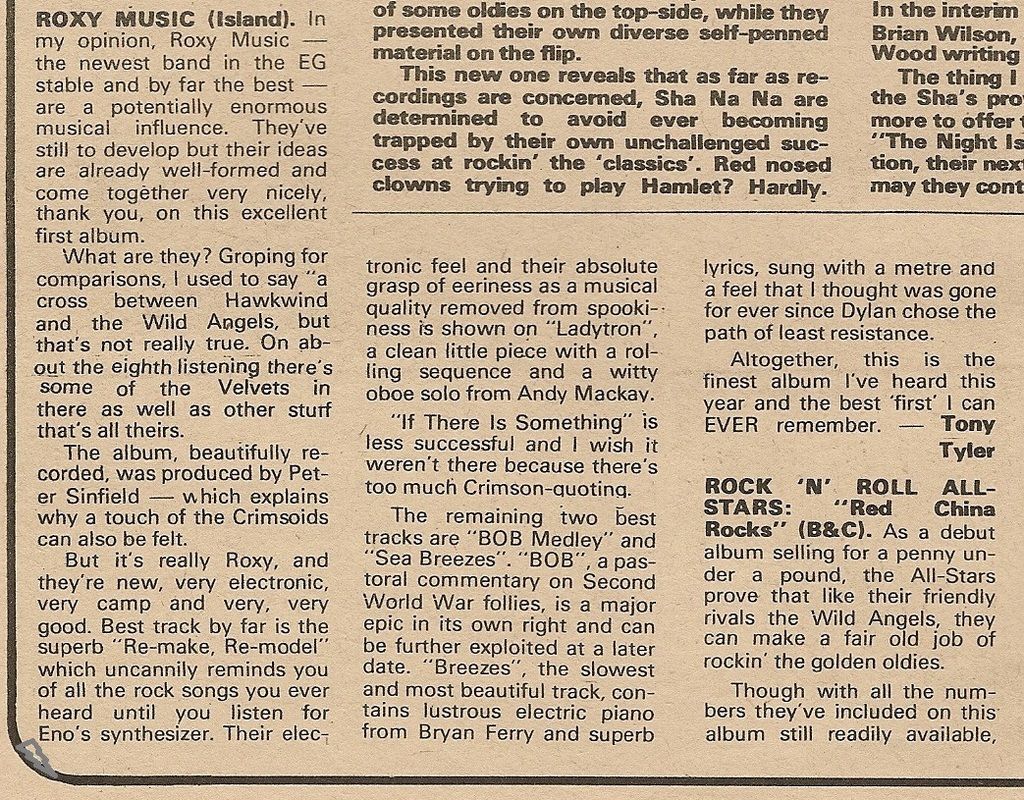 ROXY MUSIC (Island). In
my opinion, Roxy Music —
the newest band in the EG
stable and by far the best —
are a potentially enormous
musical influence. They've
still to develop but their ideas
are already well-formed and
come together very nicely,
thank you, on this excellent
first album.
What are they? Groping for
comparisons, I used to say "a
cross between Hawkwind
and the Wild Angels, but
that's not really true. On ab-
out the eighth listening there's
some of the Velvets in
there as well as other stuff
that's all theirs.
The album, beautifully re-
corded, was produced by Pet-
er Sinfield — which explains
why a touch of the Crimsoids
can also be felt.
But it's really Roxy, and
they're new, very electronic,
very camp and very, very
good. Best track by far is the
superb "Re-make, Re-model"
which uncannily reminds you
of all the rock songs you ever
heard until you listen for
Eno's synthesizer. Their elec-
tronic feel and their absolute
grasp of eeriness as a musical
quality removed from spooki-
ness is shown on "Ladytron",
a clean little piece with a rol-
ling sequence and a witty
oboe solo from Andy Mackay.
"If There Is Something" is
less successful and I wish it
weren't there because there's
too much Crimson-quoting.
The remaining two best
tracks are "BOB Medley" and
"Sea Breezes". "BOB", a pas-
toral commentary on Second
World War follies, is a major
epic in its own right and can
be further exploited at a later
date. "Breezes", the slowest
and most beautiful track, con-
tains lustrous electric piano
from Bryan Ferry and superb
lyrics, sung with a metre and
a feel that I thought was gone
for ever since Dylan chose the
path of least resistance.
Altogether, this is the
finest album I've heard this
year and the best 'first' I can
EVER remember. — Tony
Tyler
ROCK 'N' ROLL ALL-
STARS: "Red China
Rocks" (B&C). As a debut
album selling for a penny un-
der a pound, the All-Stars
prove that like their friendly
rivals the Wild Angels, they
can make a fair old job of
rockin' the golden oldies.
Though with all the num-
bers they've included on this
album still readily available,
of some oldies on the top-side, while they
presented their own diverse self-penned
material on the flip.
This new one reveals that as far as re-
cordings are concerned, Sha Na Na are
determined to avoid ever becoming
trapped by their own unchallenged suc-
cess at rockin' the 'classics'. Red nosed
clowns trying to play Hamlet? Hardly.
In the interim
Brian Wilson,
Wood writing
The thing I
the Sha's
more to offer
"The Night
tion, their
may they